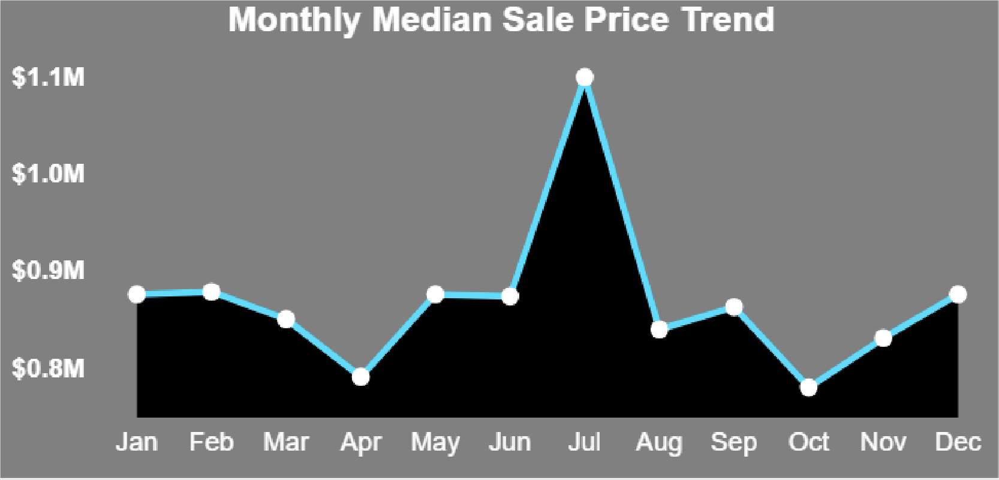 Monthly Median Sale Price Trend
$1.1M
$1.0M
$0.9M
$0.8M
Jan Feb Mar Apr May Jun Jul Aug Sep Oct Nov Dec